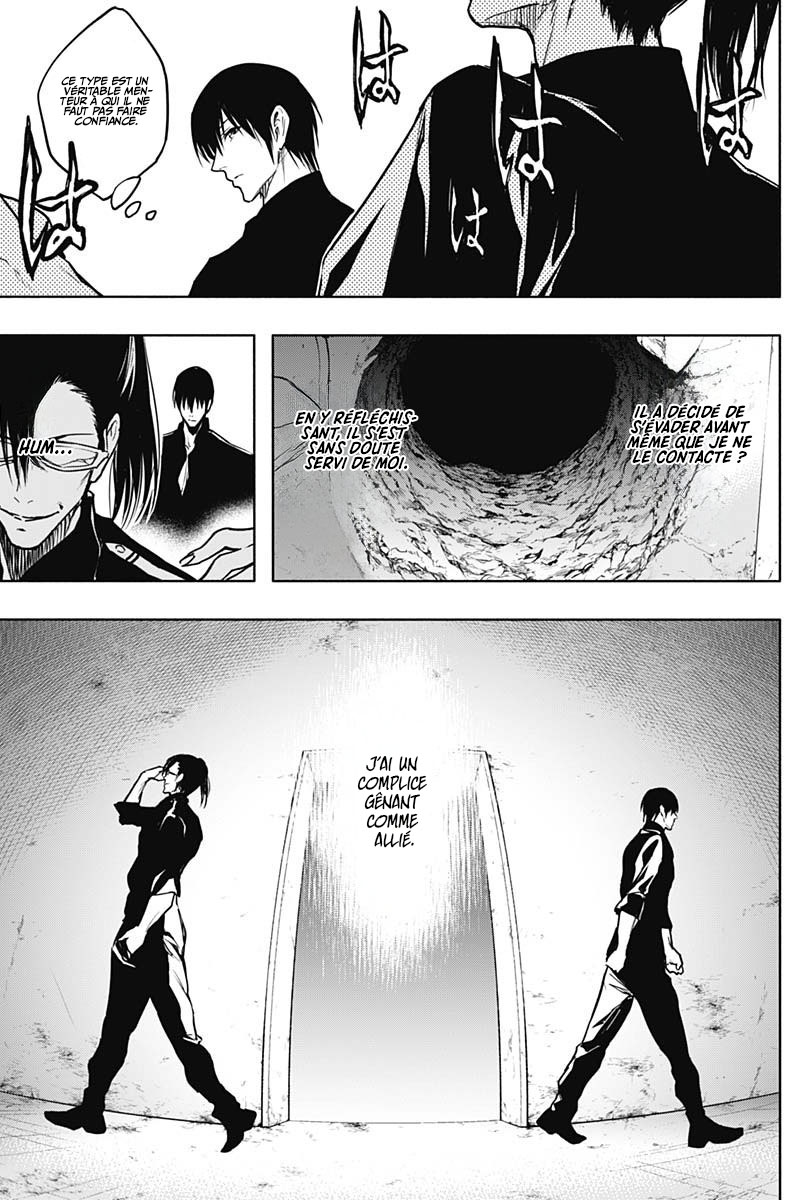 は
は
は
は
は
CE TYPE EST UN
VÉRITABLE MEN-
TEUR À QUI IL NE
FAUT PAS FAIRE
CONFIANCE.
IL A DÉCIDÉ DE
S'ÉVADER AVANT
MÊME QUE JE NE
LE CONTACTE ?
EN Y RÉFLÉCHIS-
SANT, IL S'EST
SANS DOUTE
SERVI DE MOI.
HUM...
J'AI UN
COMPLICE
GÊNANT
COMME
ALLIÉ.